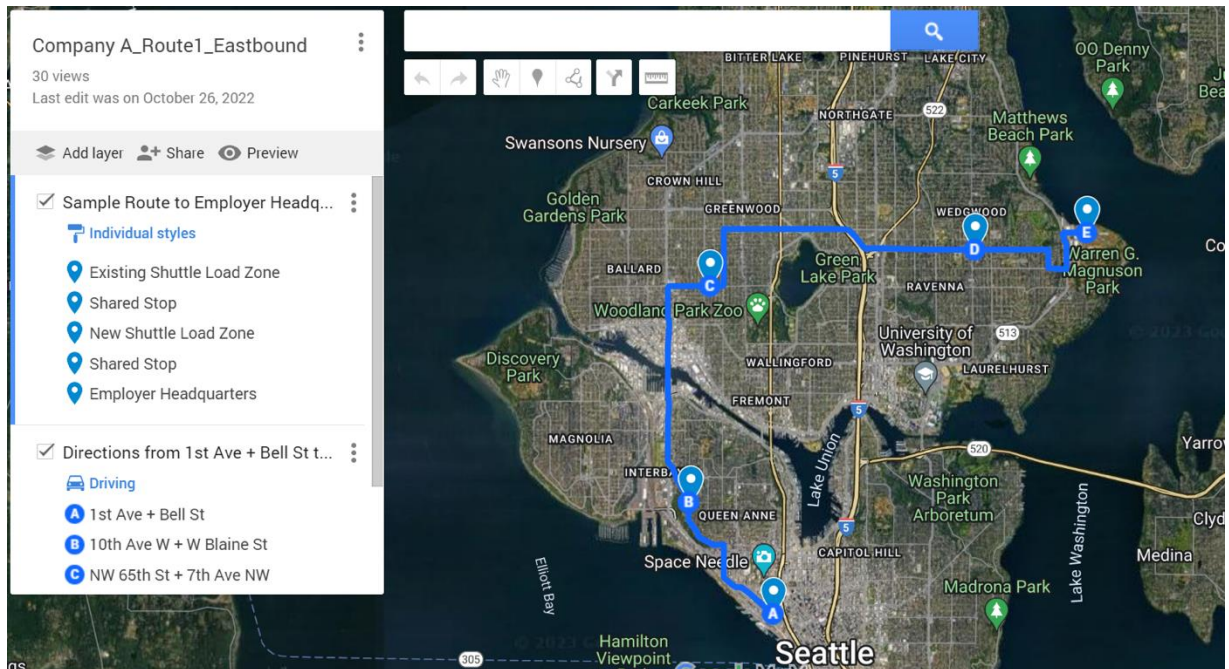 Company A_Route1_Eastbound
30 views
Last edit was on October 26, 2022
Add layer Share Preview
Sample Route to Employer Headq...
Individual styles
Existing Shuttle Load Zone
Shared Stop
New Shuttle Load Zone
Shared Stop
Employer Headquarters
Directions from 1st Ave + Bell St t...
Driving
A 1st Ave + Bell St
B 10th Ave W + W Blaine St
C NW 65th St + 7th Ave NW
BITTER LAKE
PINEHURST
LAKE CITY
OO Denny
Park
Carkeek Park
522
NORTHGATE
Matthews
Beach Park
Swansons Nursery
5
CROWN HILL
Golden
Gardens Park
GREENWOOD
WEDGWOOD
E
D
BALLARD
Green
Lake Park
Warren G.
Magnuson
Park
C
RAVENNA
Woodland Park Zoo
University of
Washington
513
Discovery
Park
WALLINGFORD
LAURELHURST
FREMONT
5
MAGNOLIA
Lake Union
520
INTERBAY
Washington
Park
Arboretum
B
QUEEN ANNE
Lake Washington
5
Space Needle
CAPITOL HILL
Medina
Elliott Bay
Madrona Park
A
Hamilton
Viewpoint
Seattle
305